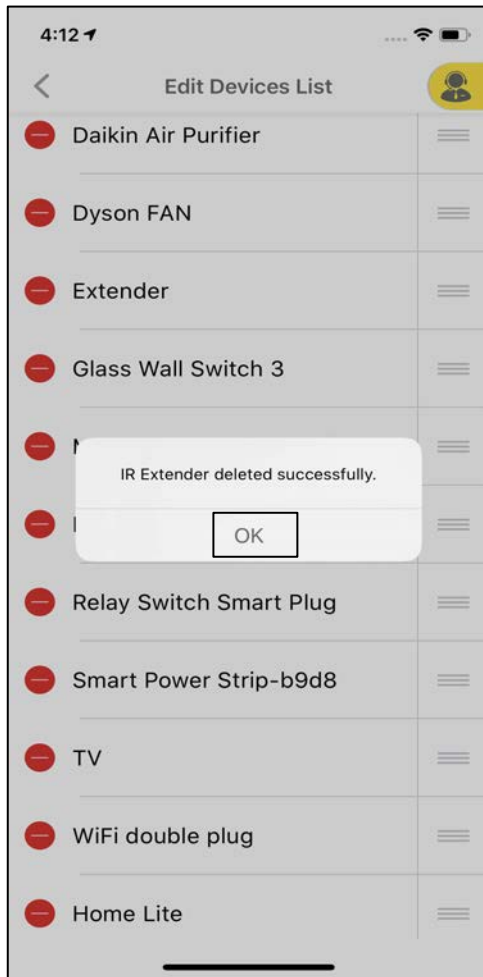 4:12
Edit Devices List
Daikin Air Purifier
Dyson FAN
Extender
Glass Wall Switch 3
IR Extender deleted successfully.
OK
Relay Switch Smart Plug
Smart Power Strip-b9d8
TV
WiFi double plug
Home Lite